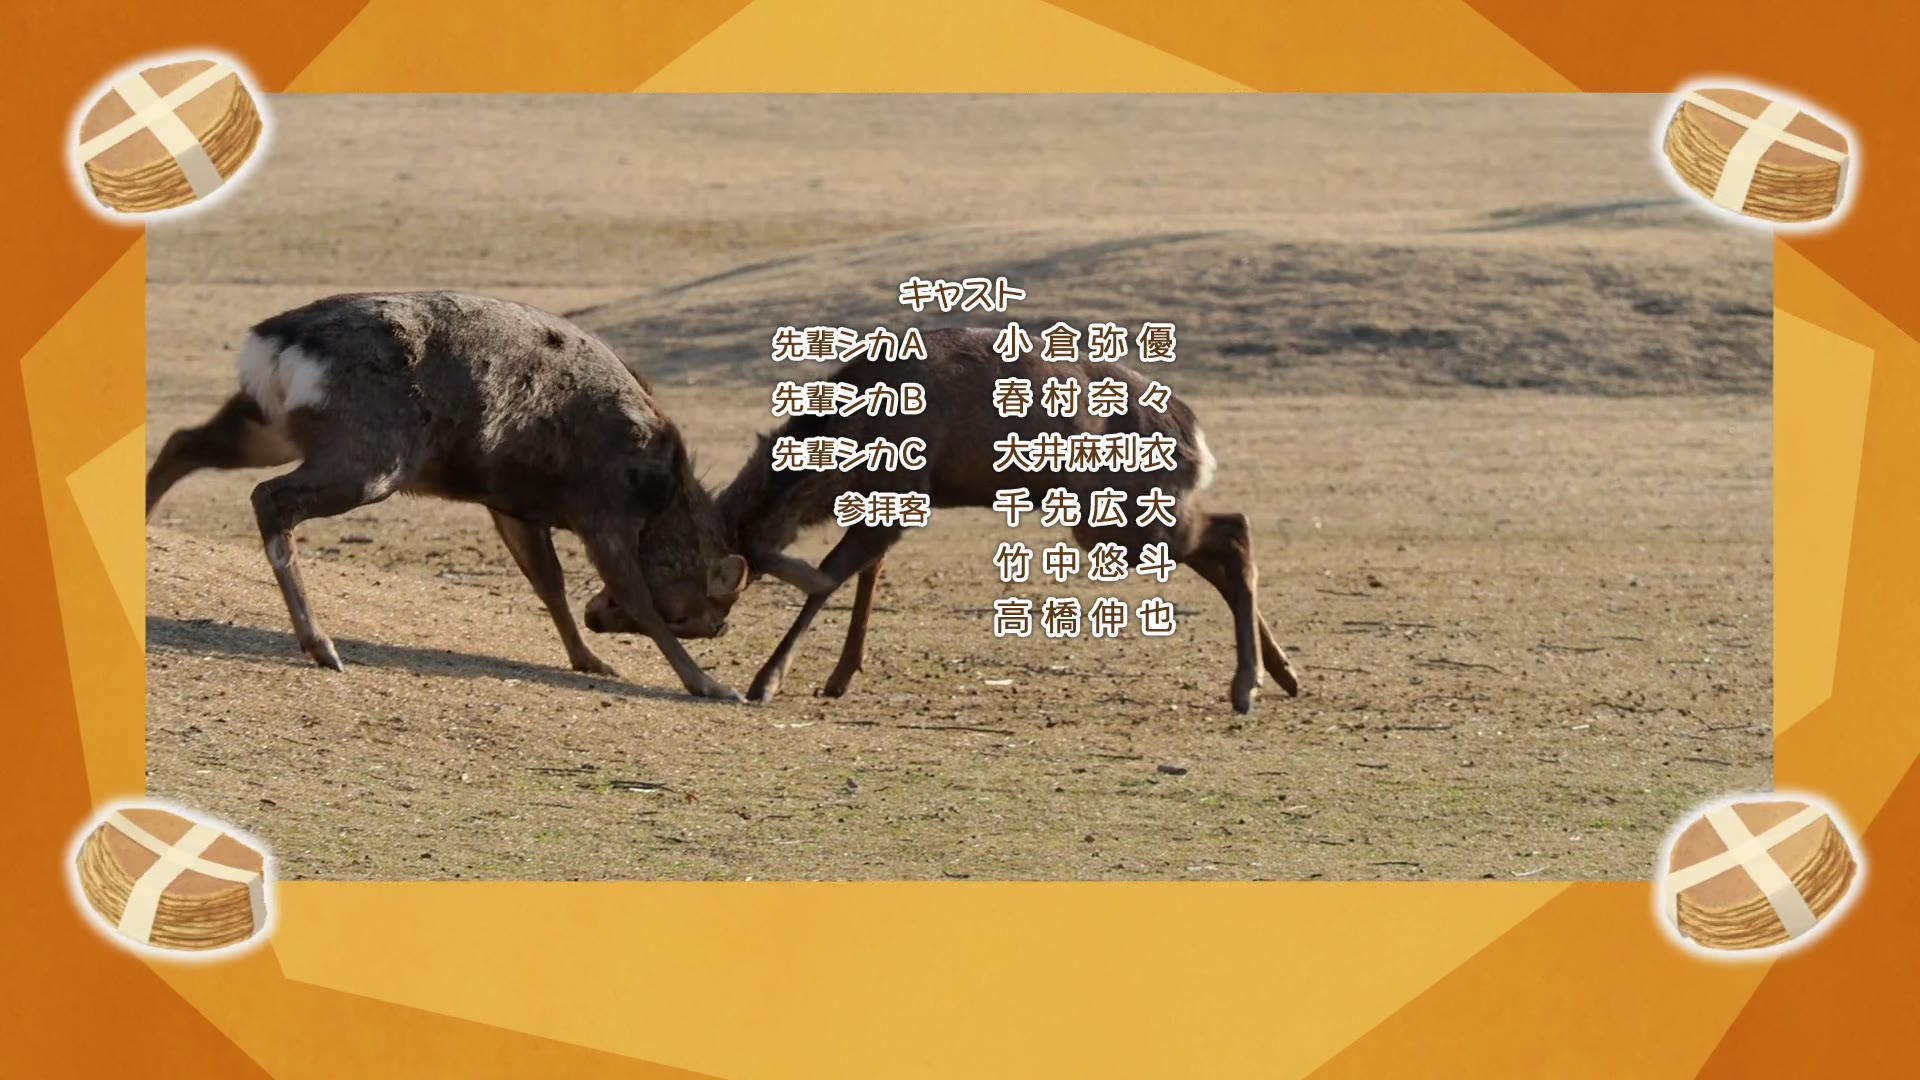 キャスト
先輩シカA 小倉弥優
先輩シカB 春村奈々
先輩シカC 大井麻利衣
参拝客 千先広大
竹中悠斗
高橋伸也